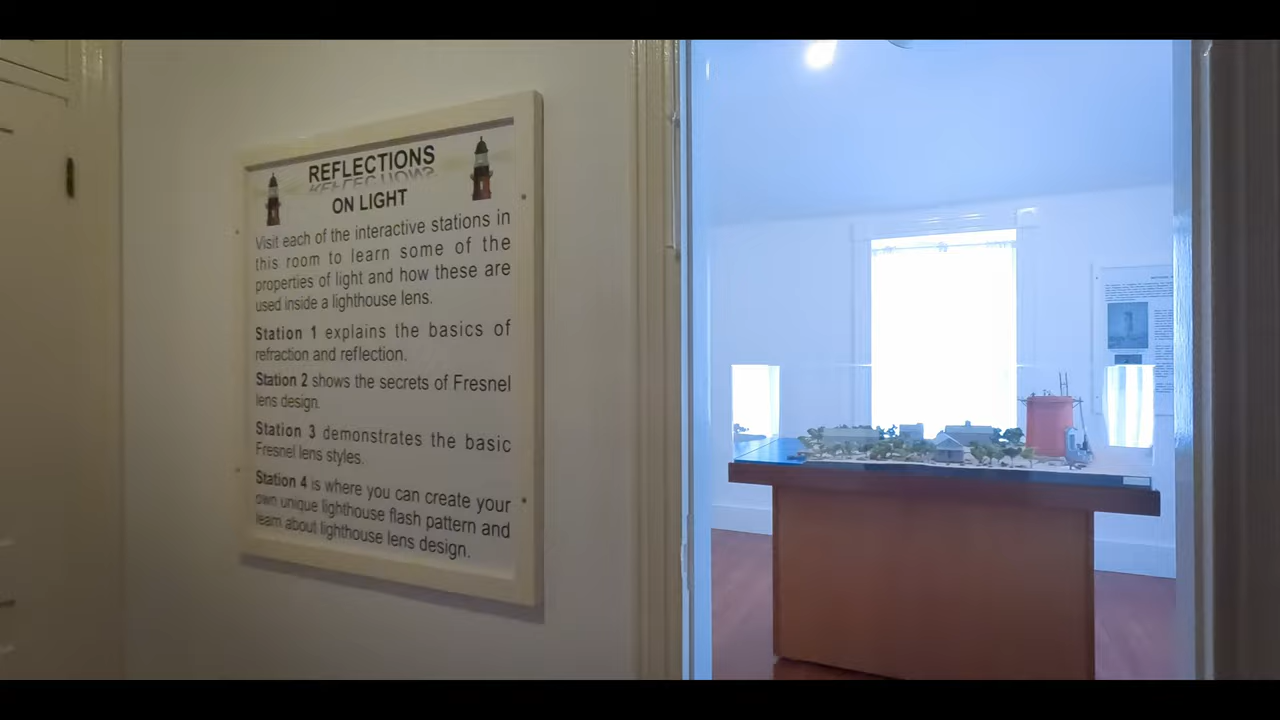 REFLECTIONS
ON LIGHT
Visit each of the interactive stations in
this room to learn some of the
properties of light and how these are
used inside a lighthouse lens.
Station 1 explains the basics of
refraction and reflection.
Station 2 shows the secrets of Fresnel
lens design.
Station 3 demonstrates the basic
Fresnel lens styles.
Station 4 is where you can create your
own unique lighthouse flash pattern and
learn about lighthouse lens design.